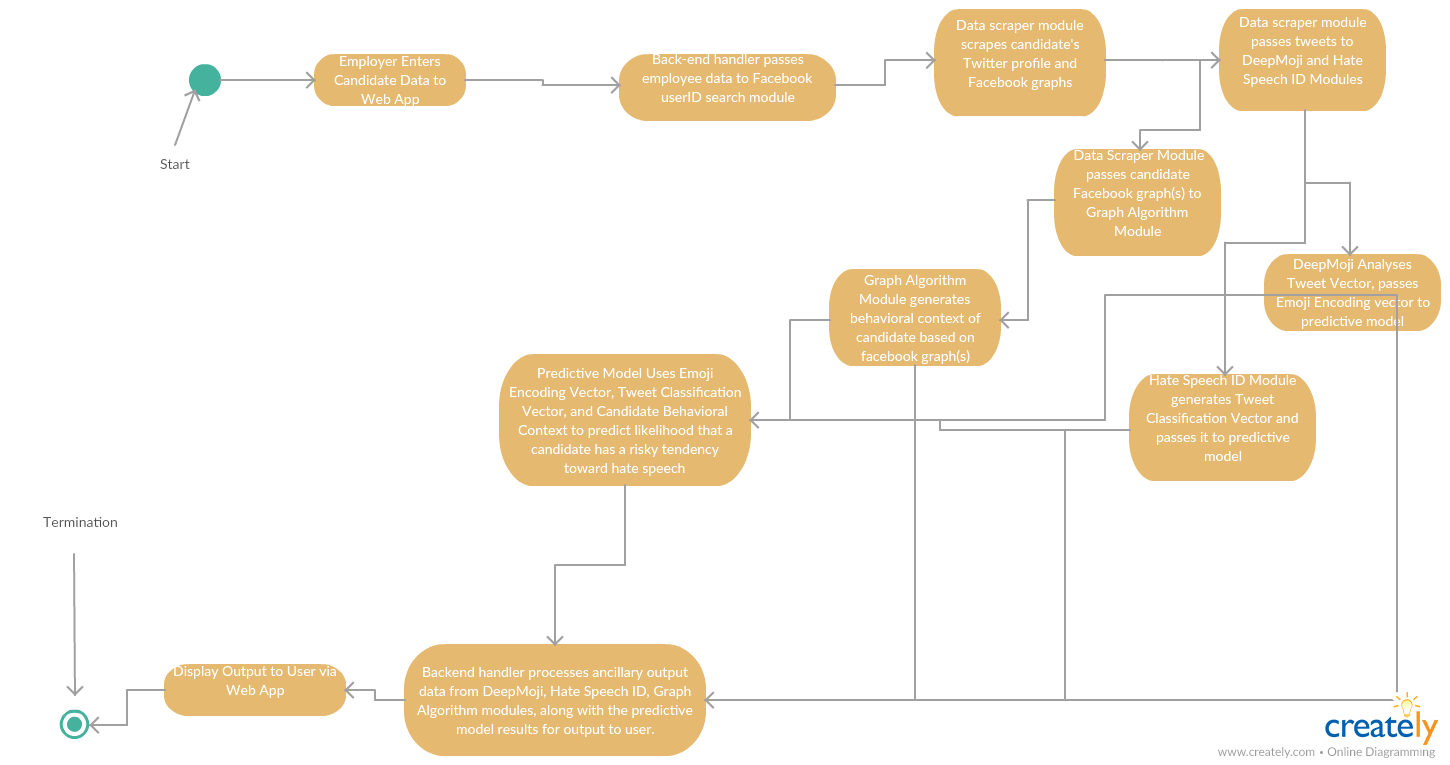 Employer Enters
Candidate Data to
Web App
Back-end handler passes
employee data to Facebook
userID search module
Data scraper module
scrapes candidate's
Twitter profile and
Facebook graphs
Data scraper module
passes tweets to
DeepMoji and Hate
Speech ID Modules
Start
Data Scraper Module
passes candidate
Facebook graph(s) to
Graph Algorithm
Module
DeepMoji Analyses
Tweet Vector, passes
Emoji Encoding vector to
predictive model
Graph Algorithm
Module generates
behavioral context of
candidate based on
facebook graph(s)
Predictive Model Uses Emoji
Encoding Vector, Tweet Classification
Vector, and Candidate Behavioral
Context to predict likelihood that a
candidate has a risky tendency
toward hate speech
Hate Speech ID Module
generates Tweet
Classification Vector and
passes it to predictive
model
Termination
Display Output to User via
Web App
Backend handler processes ancillary output
data from DeepMoji, Hate Speech ID, Graph
Algorithm modules, along with the predictive
model results for output to user.
creately
www.creately.com • Online Diagramming